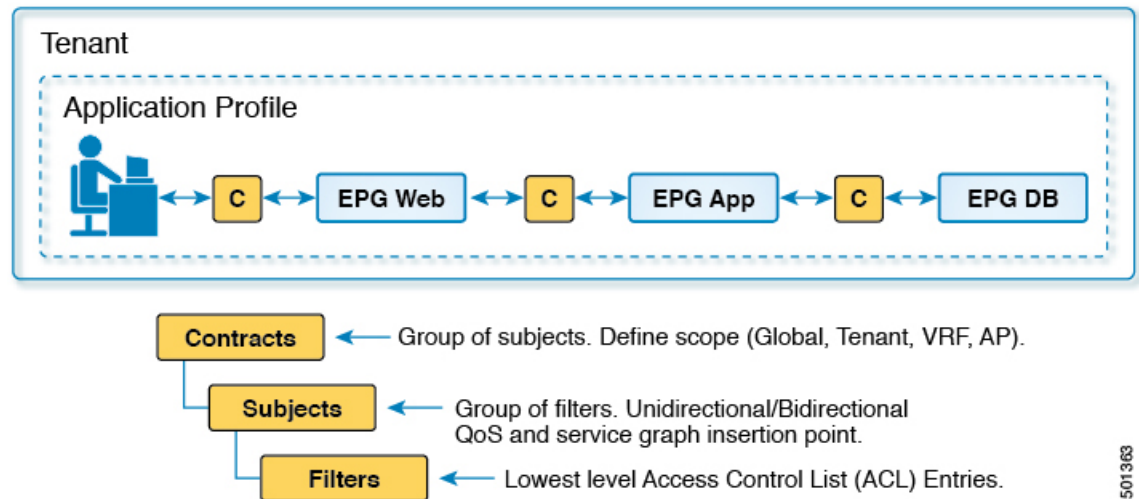 Tenant
Application Profile
C
EPG Web
C
EPG App
C
EPG DB
Contracts
Group of subjects. Define scope (Global, Tenant, VRF, AP).
Subjects
Group of filters. Unidirectional/Bidirectional
QoS and service graph insertion point.
Filters
Lowest level Access Control List (ACL) Entries.
501363